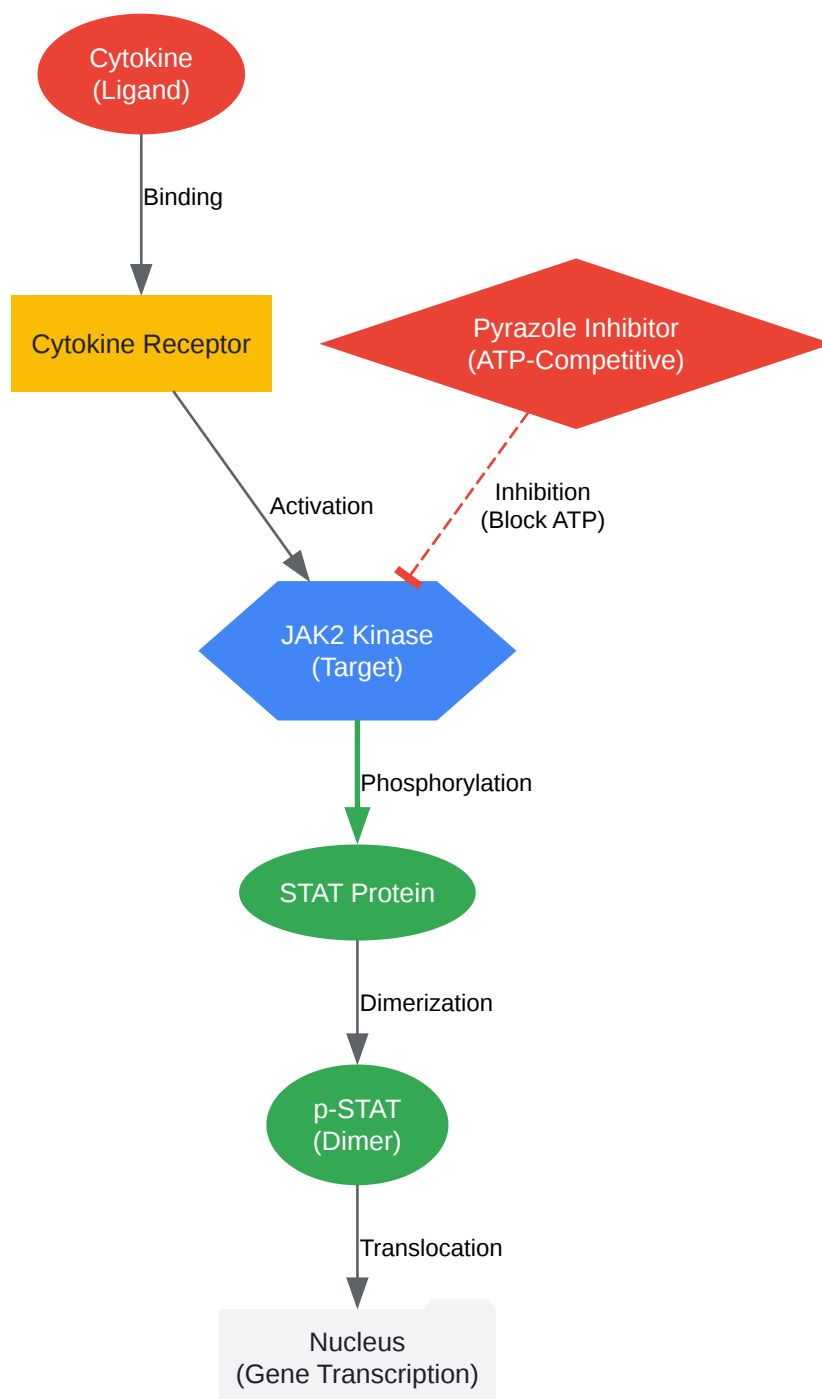 Cytokine
(Ligand)
Binding
Cytokine Receptor
Pyrazole Inhibitor
(ATP-Competitive)
Activation
Inhibition
(Block ATP)
JAK2 Kinase
(Target)
Phosphorylation
STAT Protein
Dimerization
p-STAT
(Dimer)
Translocation
Nucleus
(Gene Transcription)